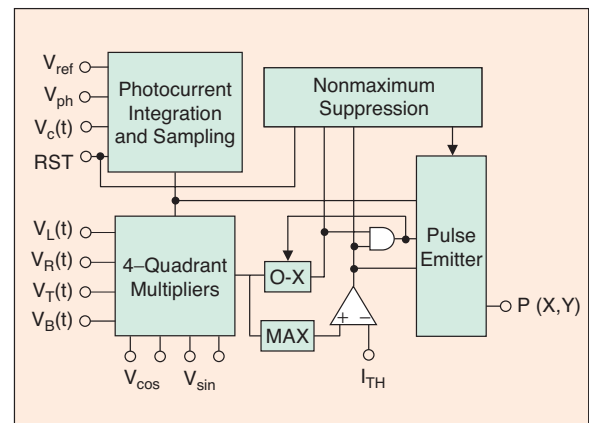 V_ref
V_ph
V_c(t)
RST
Photocurrent
Integration
and Sampling
Nonmaximum
Suppression
V_L(t)
V_R(t)
V_T(t)
V_B(t)
4–Quadrant
Multipliers
O-X
MAX
+ −
Pulse
Emitter
P (X,Y)
V_cos
V_sin
I_TH